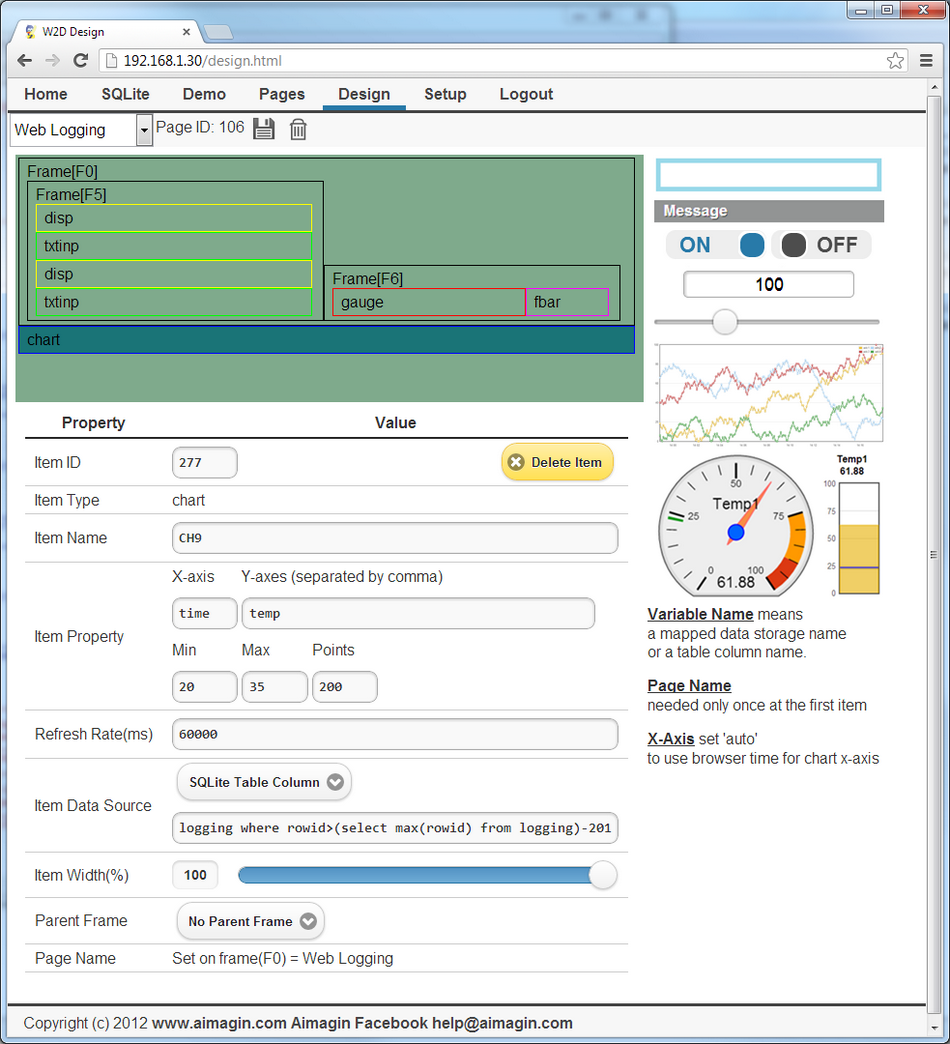 W2D Design
192.168.1.30/design.html
Home SQLite Demo Pages Design Setup Logout
Web Logging Page ID: 106
Frame[F0]
Frame[F5]
disp
txtinp
disp
txtinp
Frame[F6]
gauge fbar
chart
Property Value
Item ID 277 Delete Item
Item Type chart
Item Name CH9
X-axis Y-axes (separated by comma)
Item Property
time temp
Min Max Points
20 35 200
Refresh Rate(ms) 60000
Item Data Source
SQLite Table Column
logging where rowid>(select max(rowid) from logging)-201
Item Width(%) 100
Parent Frame No Parent Frame
Page Name Set on frame(F0) = Web Logging
Message
ON OFF
100
Temp1
61.88
100
75
50
25
0
Temp1
0 25 50 75 100
61.88
Variable Name means
a mapped data storage name
or a table column name.
Page Name
needed only once at the first item
X-Axis set 'auto'
to use browser time for chart x-axis
Copyright (c) 2012 www.aimagin.com Aimagin Facebook help@aimagin.com